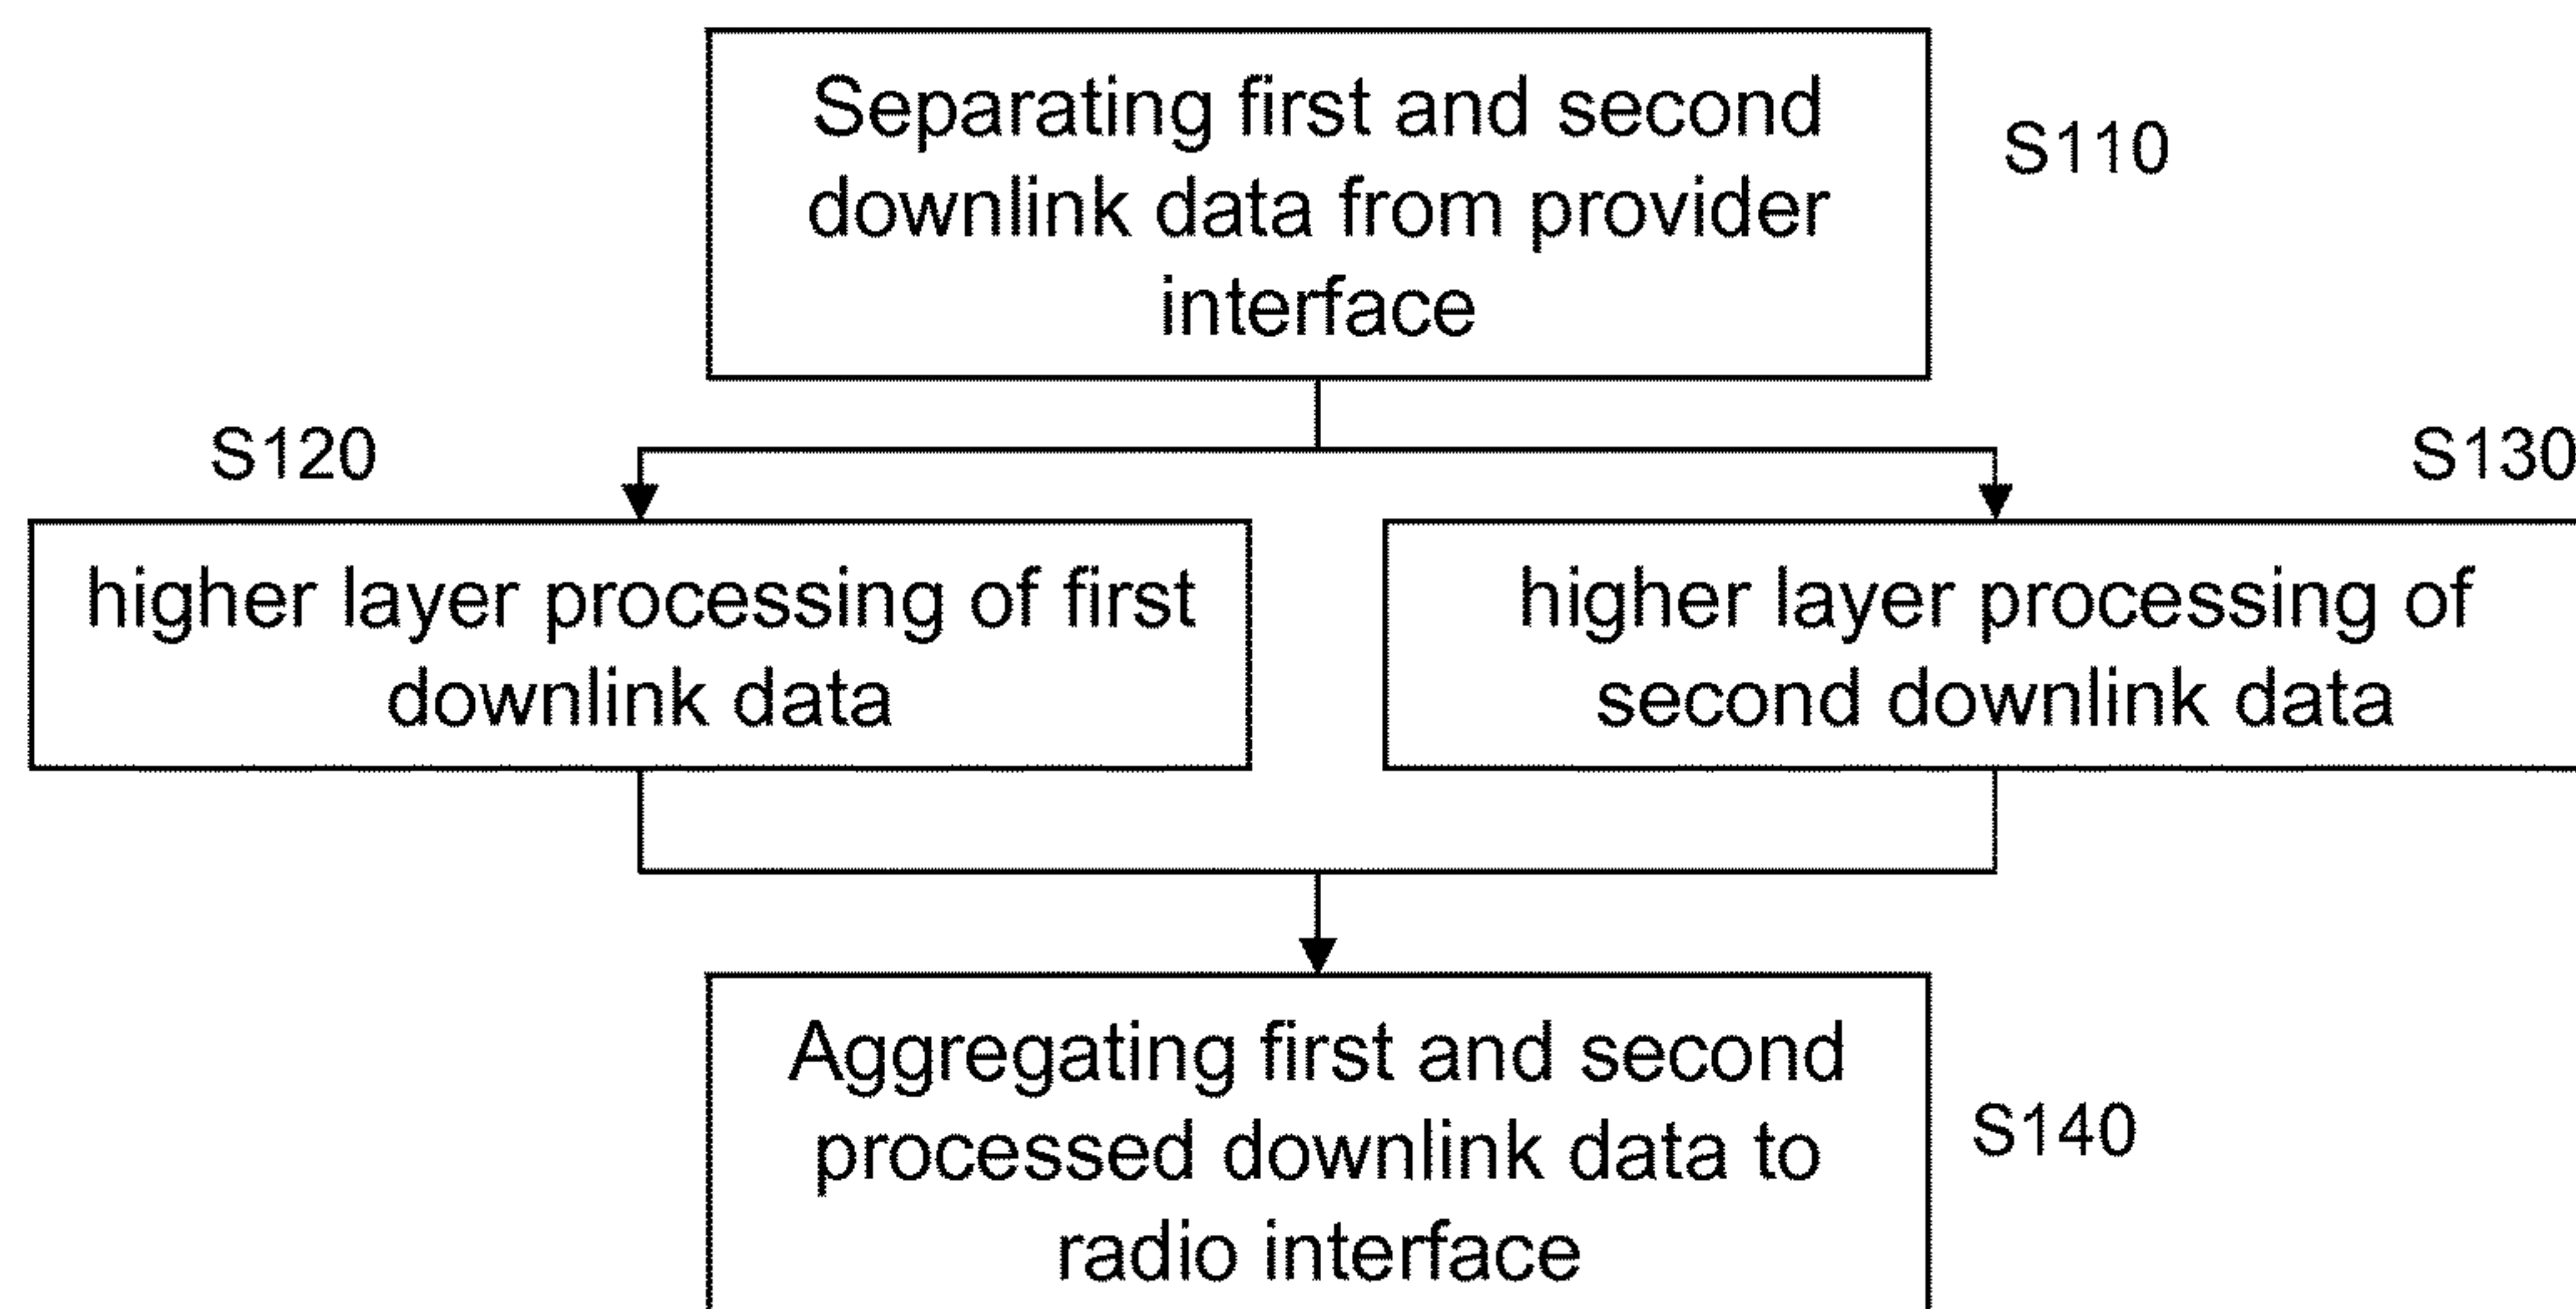 Separating first and second
downlink data from provider
interface
S110
S120
S130
higher layer processing of first
downlink data
higher layer processing of
second downlink data
Aggregating first and second
processed downlink data to
radio interface
S140